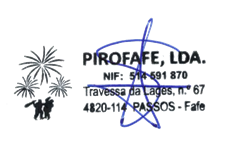 PIROFAFE, LDA.
NIF: 514 591 870
Travessa da Lages, n.º 67
4820-114 PASSOS - Fafe